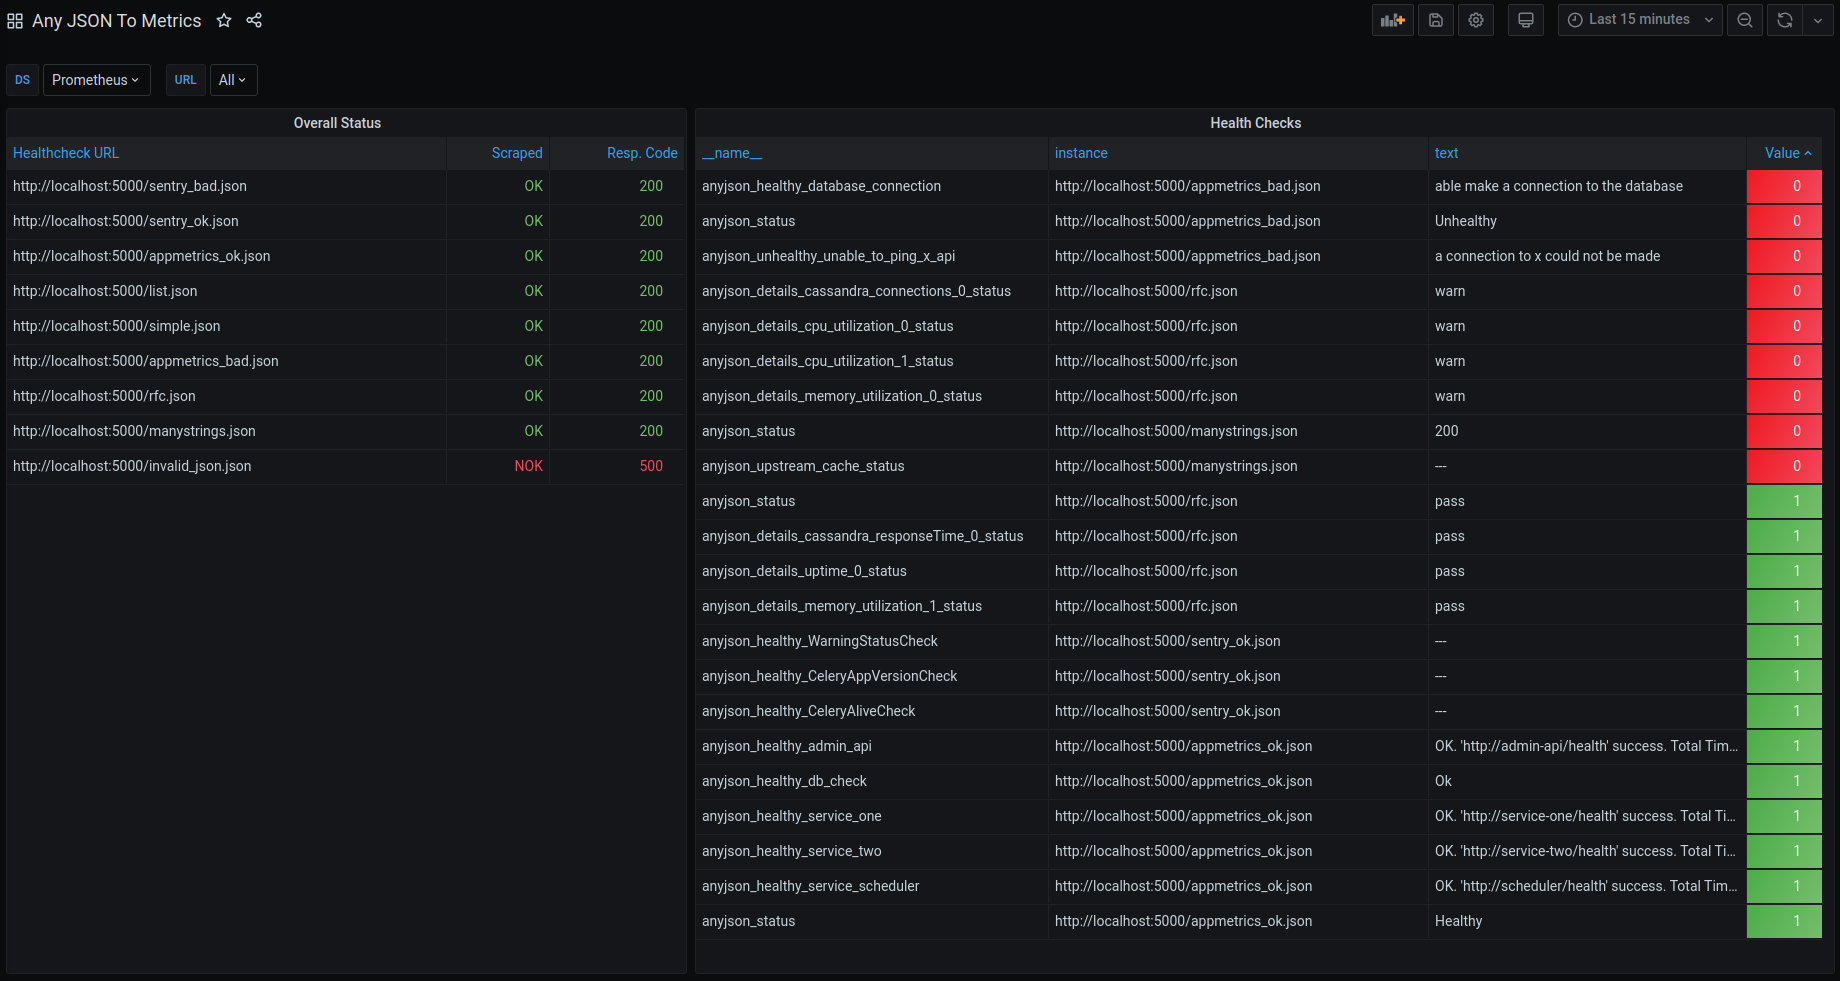 Any JSON To Metrics
Last 15 minutes
DS Prometheus URL All
Overall Status
Healthcheck URL Scraped Resp. Code
http://localhost:5000/sentry_bad.json OK 200
http://localhost:5000/sentry_ok.json OK 200
http://localhost:5000/appmetrics_ok.json OK 200
http://localhost:5000/list.json OK 200
http://localhost:5000/simple.json OK 200
http://localhost:5000/appmetrics_bad.json OK 200
http://localhost:5000/rfc.json OK 200
http://localhost:5000/manystrings.json OK 200
http://localhost:5000/invalid_json.json NOK 500
Health Checks
__name__ instance text Value
anyjson_healthy_database_connection http://localhost:5000/appmetrics_bad.json able make a connection to the database 0
anyjson_status http://localhost:5000/appmetrics_bad.json Unhealthy 0
anyjson_unhealthy_unable_to_ping_x_api http://localhost:5000/appmetrics_bad.json a connection to x could not be made 0
anyjson_details_cassandra_connections_0_status http://localhost:5000/rfc.json warn 0
anyjson_details_cpu_utilization_0_status http://localhost:5000/rfc.json warn 0
anyjson_details_cpu_utilization_1_status http://localhost:5000/rfc.json warn 0
anyjson_details_memory_utilization_0_status http://localhost:5000/rfc.json warn 0
anyjson_status http://localhost:5000/manystrings.json 200 0
anyjson_upstream_cache_status http://localhost:5000/manystrings.json --- 0
anyjson_status http://localhost:5000/rfc.json pass 1
anyjson_details_cassandra_responseTime_0_status http://localhost:5000/rfc.json pass 1
anyjson_details_uptime_0_status http://localhost:5000/rfc.json pass 1
anyjson_details_memory_utilization_1_status http://localhost:5000/rfc.json pass 1
anyjson_healthy_WarningStatusCheck http://localhost:5000/sentry_ok.json --- 1
anyjson_healthy_CeleryAppVersionCheck http://localhost:5000/sentry_ok.json --- 1
anyjson_healthy_CeleryAliveCheck http://localhost:5000/sentry_ok.json --- 1
anyjson_healthy_admin_api http://localhost:5000/appmetrics_ok.json OK. 'http://admin-api/health' success. Total Tim... 1
anyjson_healthy_db_check http://localhost:5000/appmetrics_ok.json Ok 1
anyjson_healthy_service_one http://localhost:5000/appmetrics_ok.json OK. 'http://service-one/health' success. Total Ti... 1
anyjson_healthy_service_two http://localhost:5000/appmetrics_ok.json OK. 'http://service-two/health' success. Total Ti... 1
anyjson_healthy_service_scheduler http://localhost:5000/appmetrics_ok.json OK. 'http://scheduler/health' success. Total Tim... 1
anyjson_status http://localhost:5000/appmetrics_ok.json Healthy 1